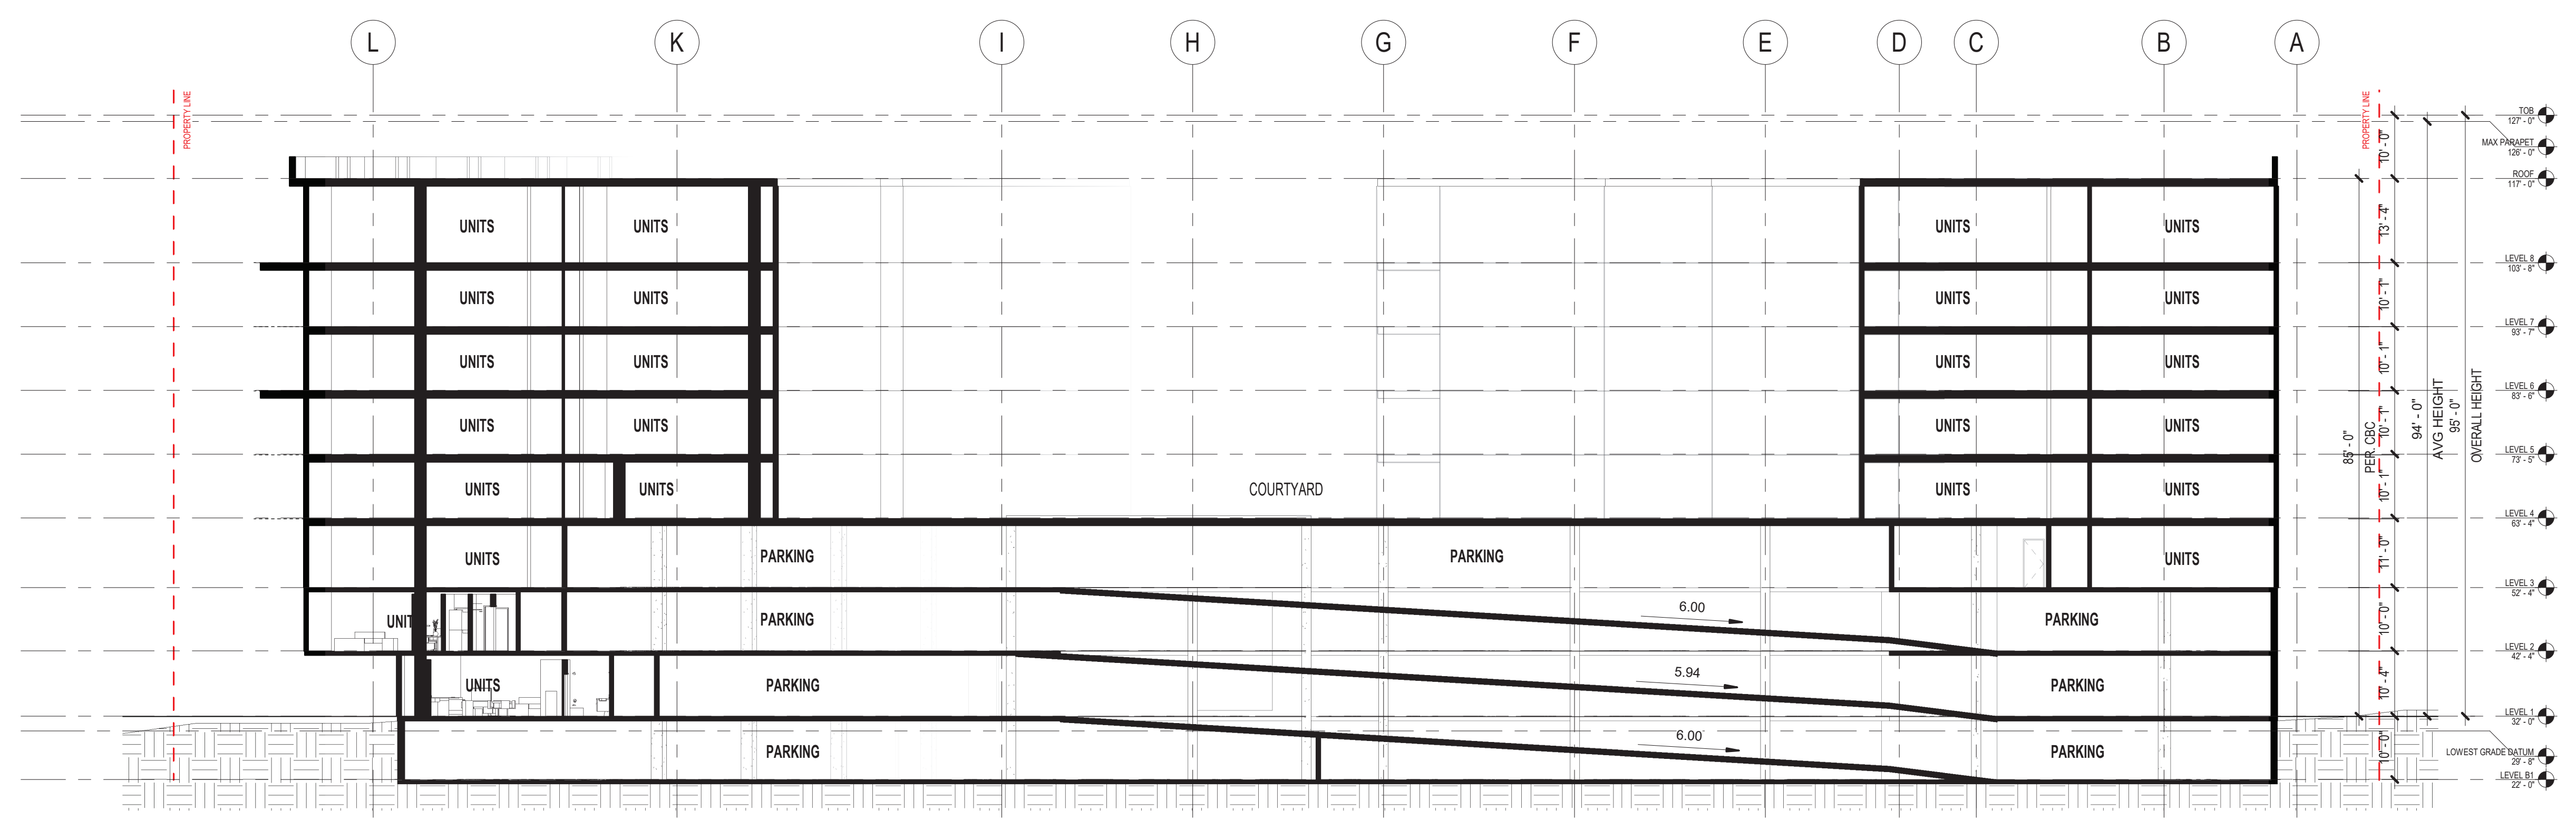 L K I H G F E D C B A
PROPERTY LINE
PROPERTY LINE
TOB
127' - 0"
MAX PARAPET
126' - 0"
10' - 0"
ROOF
117' - 0"
UNITS UNITS UNITS UNITS
13' - 4"
LEVEL 8
103' - 8"
UNITS UNITS UNITS UNITS
10' - 1"
LEVEL 7
93' - 7"
UNITS UNITS UNITS UNITS
10' - 1"
LEVEL 6
83' - 6"
UNITS UNITS UNITS UNITS
10' - 1"
85' - 0"
PER. CBC
94' - 0"
AVG HEIGHT
95' - 0"
OVERALL HEIGHT
LEVEL 5
73' - 5"
UNITS UNITS COURTYARD UNITS UNITS
10' - 1"
LEVEL 4
63' - 4"
UNITS PARKING PARKING UNITS
11' - 0"
LEVEL 3
52' - 4"
UNIT PARKING 6.00 PARKING
10' - 0"
LEVEL 2
42' - 4"
UNITS PARKING 5.94 PARKING
10' - 4"
LEVEL 1
32' - 0"
PARKING 6.00 PARKING
10' - 0"
LOWEST GRADE DATUM
29' - 8"
LEVEL B1
22' - 0"